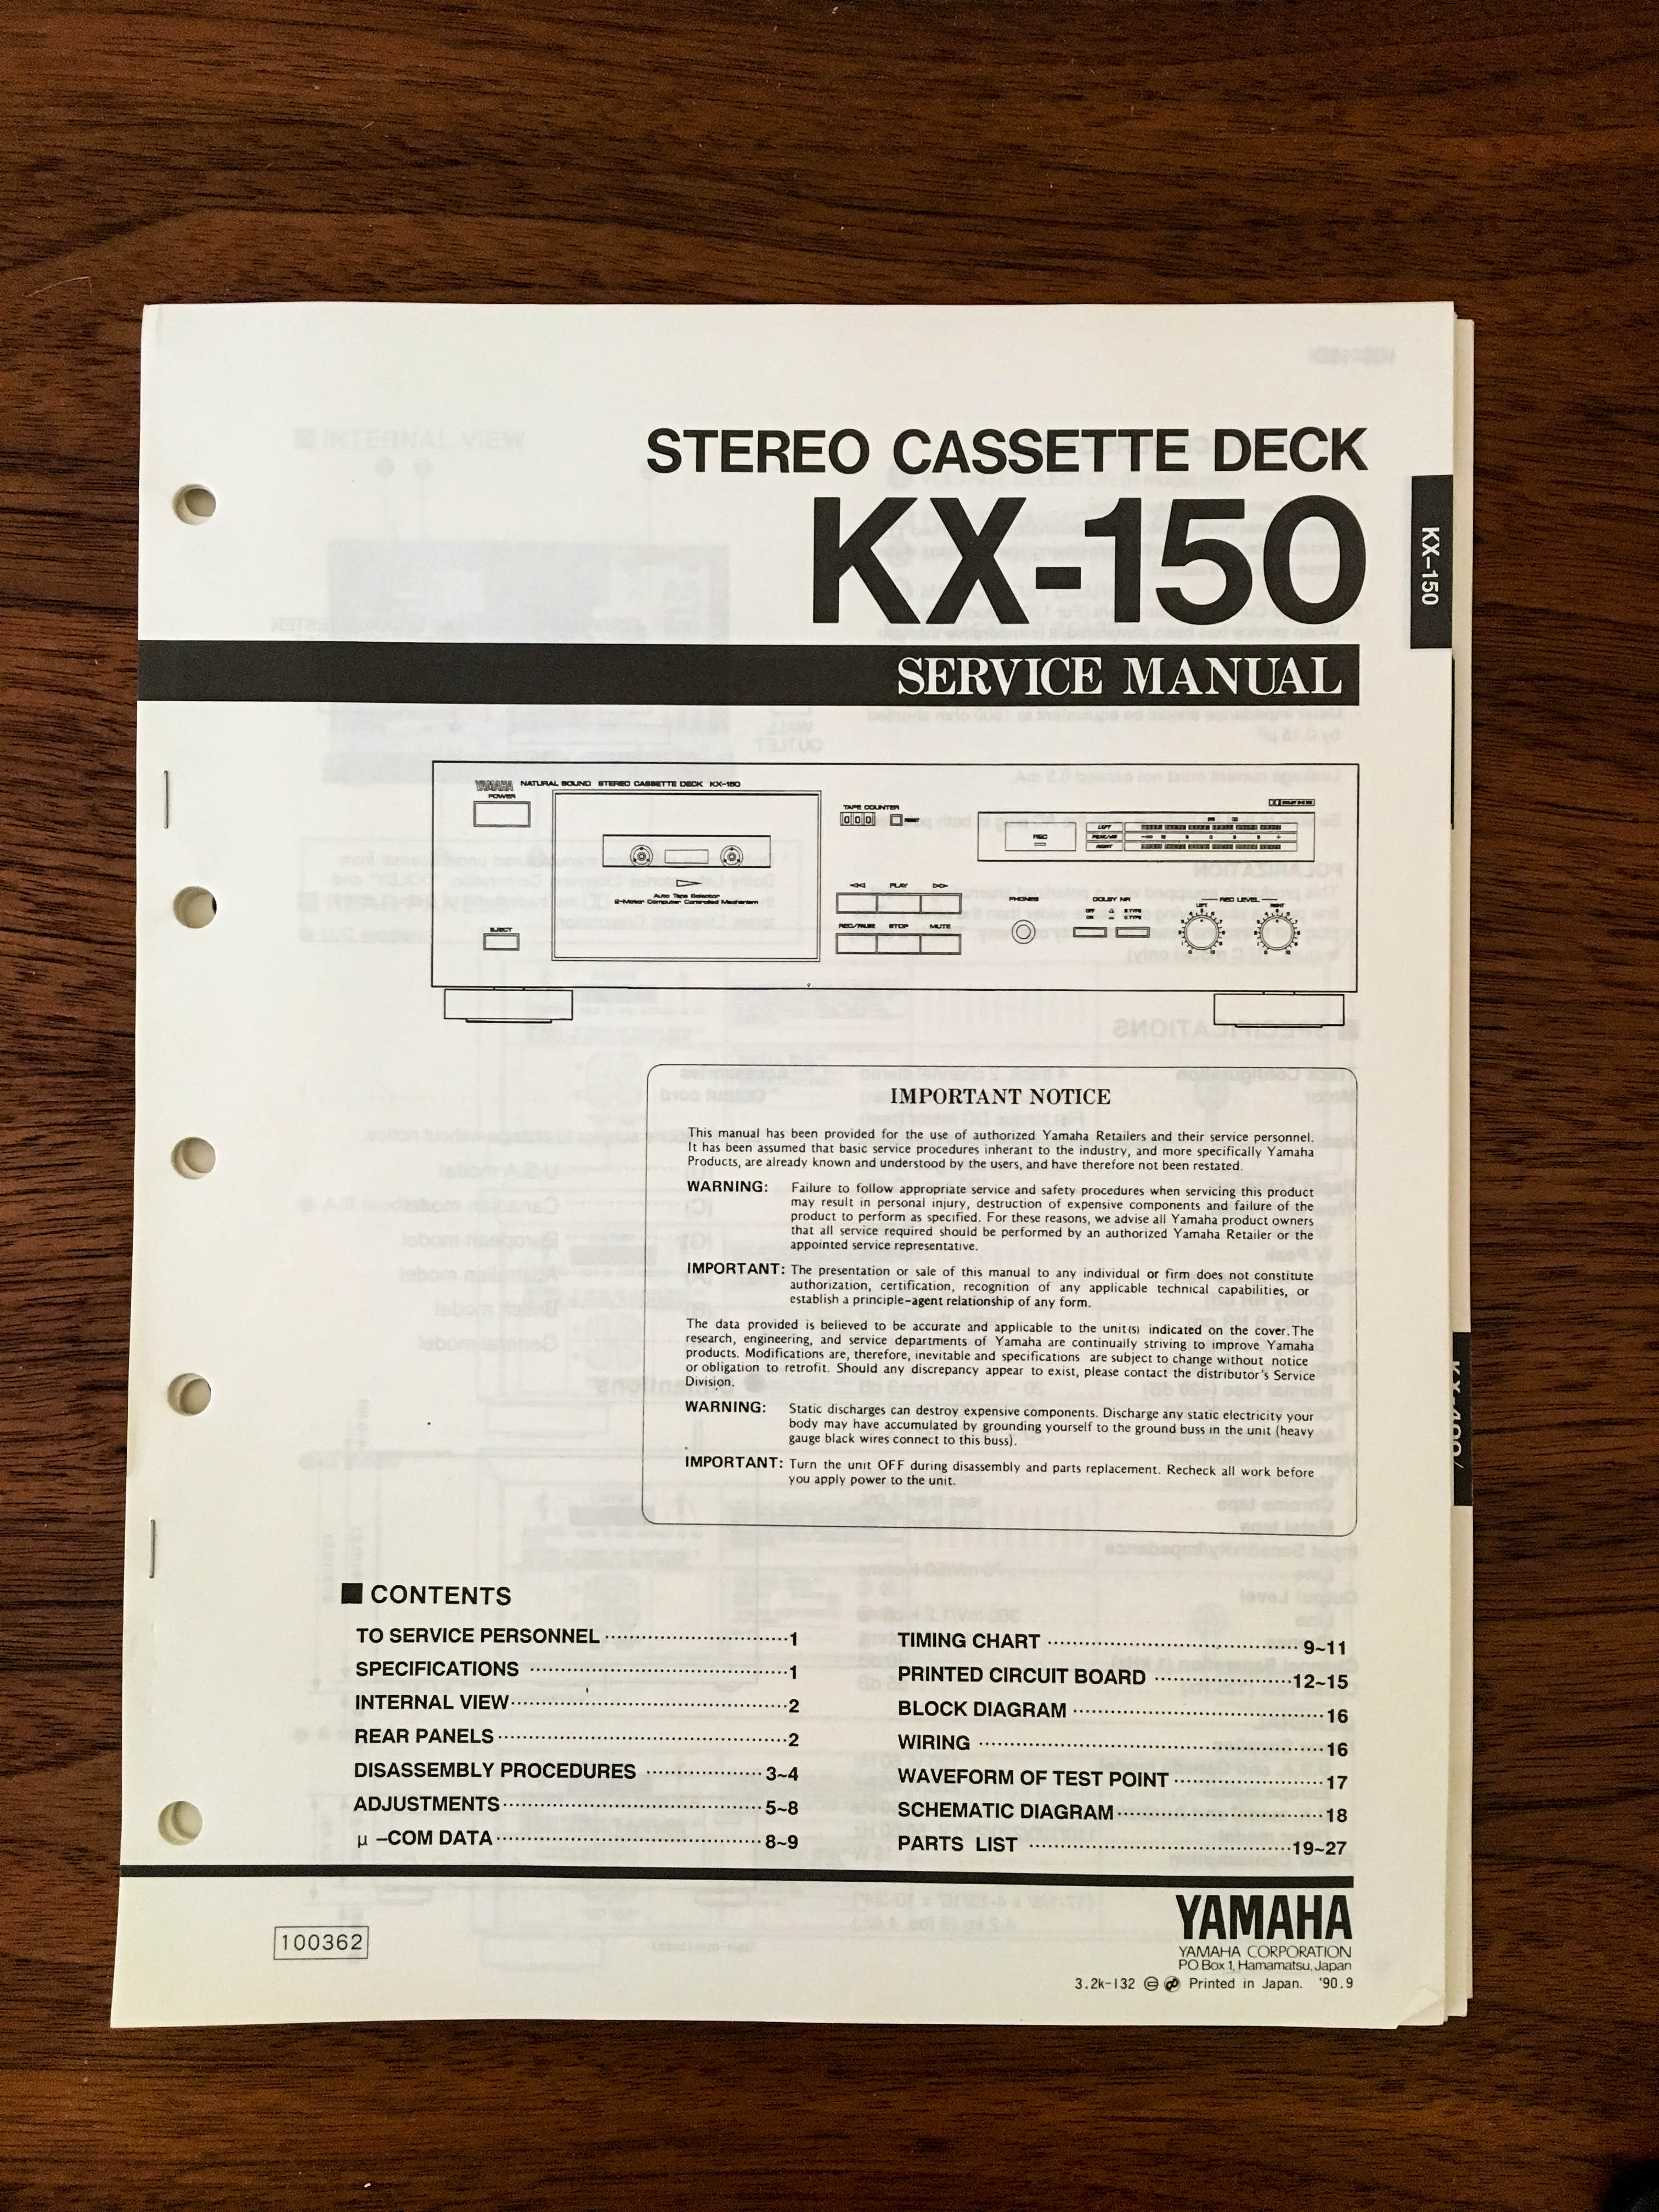 STEREO CASSETTE DECK
KX-150
KX-150
SERVICE MANUAL
YAMAHA NATURAL SOUND STEREO CASSETTE DECK KX-150
POWER
TAPE COUNTER
000 RESET
REC
LEFT
RIGHT
Auto Tape Selector
2-Motor Computer Controlled Mechanism
EJECT
PLAY
REC/PAUSE STOP MUTE
PHONES
DOLBY NR
OFF
ON
B TYPE
C TYPE
REC LEVEL
LEFT
RIGHT
IMPORTANT NOTICE
This manual has been provided for the use of authorized Yamaha Retailers and their service personnel.
It has been assumed that basic service procedures inherant to the industry, and more specifically Yamaha
Products, are already known and understood by the users, and have therefore not been restated.
WARNING: Failure to follow appropriate service and safety procedures when servicing this product
may result in personal injury, destruction of expensive components and failure of the
product to perform as specified. For these reasons, we advise all Yamaha product owners
that all service required should be performed by an authorized Yamaha Retailer or the
appointed service representative.
IMPORTANT: The presentation or sale of this manual to any individual or firm does not constitute
authorization, certification, recognition of any applicable technical capabilities, or
establish a principle-agent relationship of any form.
The data provided is believed to be accurate and applicable to the unit(s) indicated on the cover. The
research, engineering, and service departments of Yamaha are continually striving to improve Yamaha
products. Modifications are, therefore, inevitable and specifications are subject to change without notice
or obligation to retrofit. Should any discrepancy appear to exist, please contact the distributor's Service
Division.
WARNING: Static discharges can destroy expensive components. Discharge any static electricity your
body may have accumulated by grounding yourself to the ground buss in the unit (heavy
gauge black wires connect to this buss).
IMPORTANT: Turn the unit OFF during disassembly and parts replacement. Recheck all work before
you apply power to the unit.
■ CONTENTS
TO SERVICE PERSONNEL ............ 1
SPECIFICATIONS ............ 1
INTERNAL VIEW ............ 2
REAR PANELS ............ 2
DISASSEMBLY PROCEDURES ............ 3~4
ADJUSTMENTS ............ 5~8
μ –COM DATA ............ 8~9
TIMING CHART ............ 9~11
PRINTED CIRCUIT BOARD ............ 12~15
BLOCK DIAGRAM ............ 16
WIRING ............ 16
WAVEFORM OF TEST POINT ............ 17
SCHEMATIC DIAGRAM ............ 18
PARTS LIST ............ 19~27
100362
YAMAHA
YAMAHA CORPORATION
PO Box 1, Hamamatsu, Japan
3.2k-132 Printed in Japan. '90.9